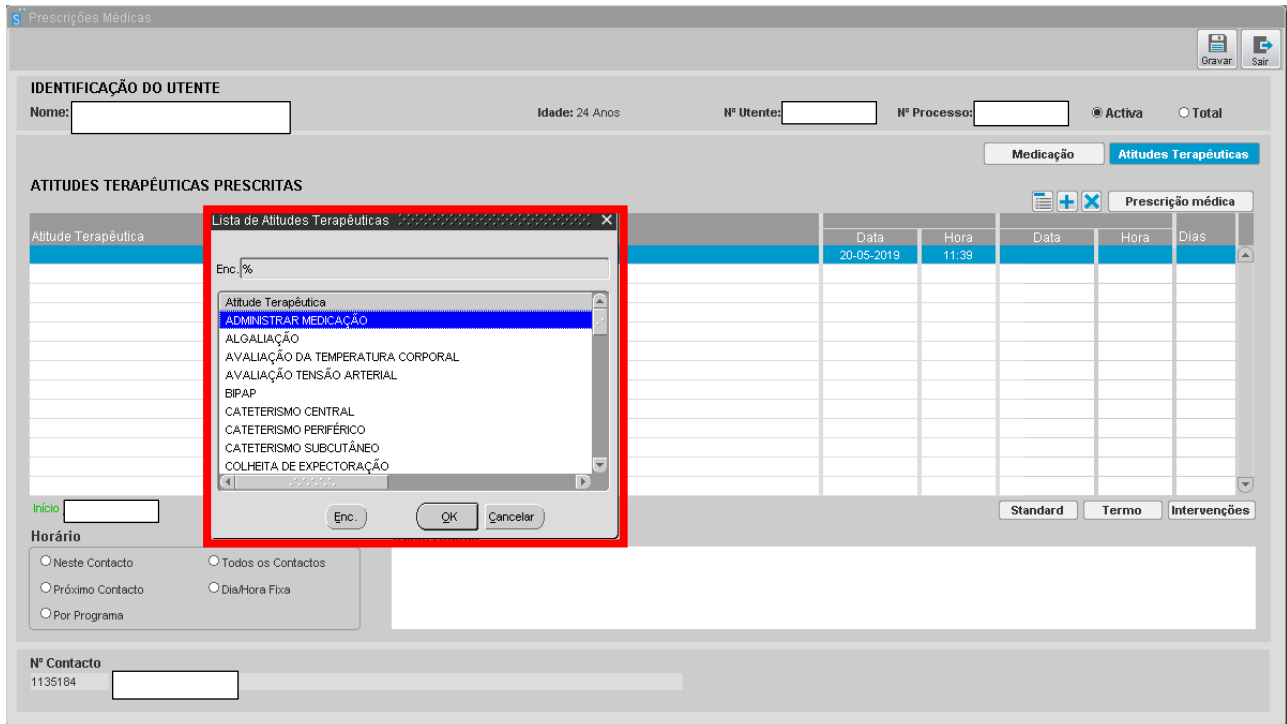 S Prescrições Médicas
Gravar Sair
IDENTIFICAÇÃO DO UTENTE
Nome: Idade: 24 Anos Nº Utente: Nº Processo: Activa Total
Medicação Atitudes Terapêuticas
ATITUDES TERAPÊUTICAS PRESCRITAS
Prescrição médica
Lista de Atitudes Terapêuticas X
Atitude Terapêutica Data Hora Data Hora Dias
20-05-2019 11:39
Enc. %
Atitude Terapêutica
ADMINISTRAR MEDICAÇÃO
ALGALIAÇÃO
AVALIAÇÃO DA TEMPERATURA CORPORAL
AVALIAÇÃO TENSÃO ARTERIAL
BIPAP
CATETERISMO CENTRAL
CATETERISMO PERIFÉRICO
CATETERISMO SUBCUTÂNEO
COLHEITA DE EXPECTORAÇÃO
Enc. OK Cancelar
Início Standard Termo Intervenções
Horário
Neste Contacto Todos os Contactos
Próximo Contacto Dia/Hora Fixa
Por Programa
Nº Contacto
1135184